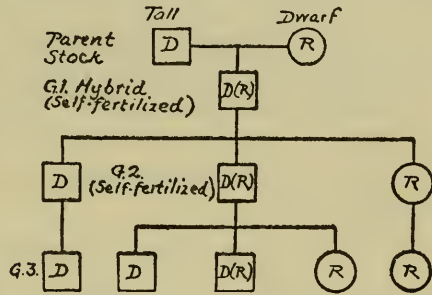 Tall Dwarf
Parent D R
Stock
G.1. Hybrid D(R)
(Self-fertilized)
D G.2. D(R) R
(Self-fertilized)
G.3. D D D(R) R R